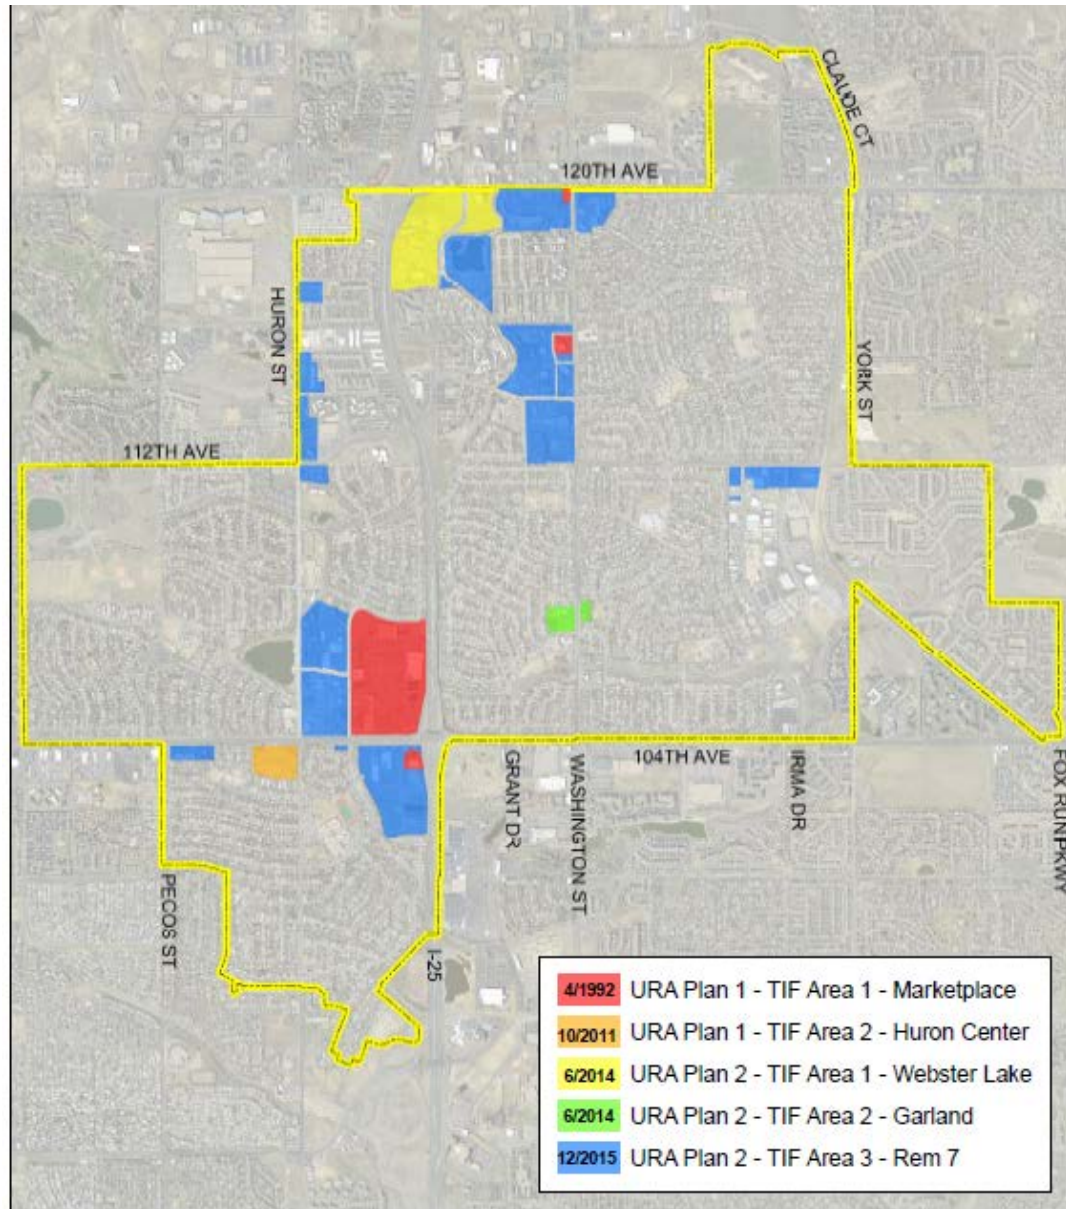 CLAUDE CT
120TH AVE
HURON ST
YORK ST
112TH AVE
104TH AVE
GRANT DR
WASHINGTON ST
IRMA DR
FOX RUN PKWY
PECOS ST
I-25
4/1992 URA Plan 1 - TIF Area 1 - Marketplace
10/2011 URA Plan 1 - TIF Area 2 - Huron Center
6/2014 URA Plan 2 - TIF Area 1 - Webster Lake
6/2014 URA Plan 2 - TIF Area 2 - Garland
12/2015 URA Plan 2 - TIF Area 3 - Rem 7